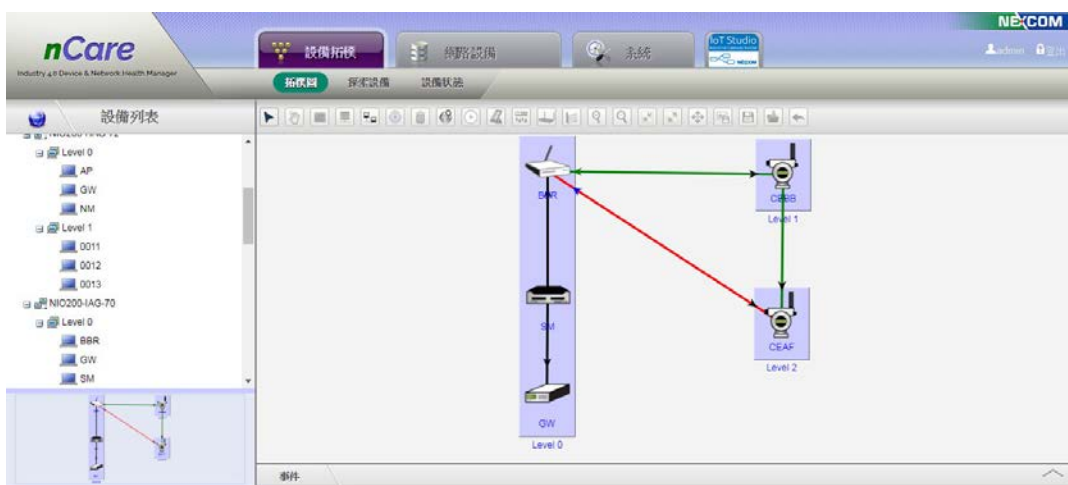 NEXCOM
nCare
Industry 4.0 Device & Network Health Manager
設備拓樸
網路設備
系統
IoT Studio
admin
登出
拓樸圖
探索設備
設備狀態
設備列表
Level 0
AP
GW
NM
Level 1
0011
0012
0013
NIO200-IAG-70
Level 0
BBR
GW
SM
BBR
SM
GW
Level 0
CEBB
Level 1
CEAF
Level 2
事件